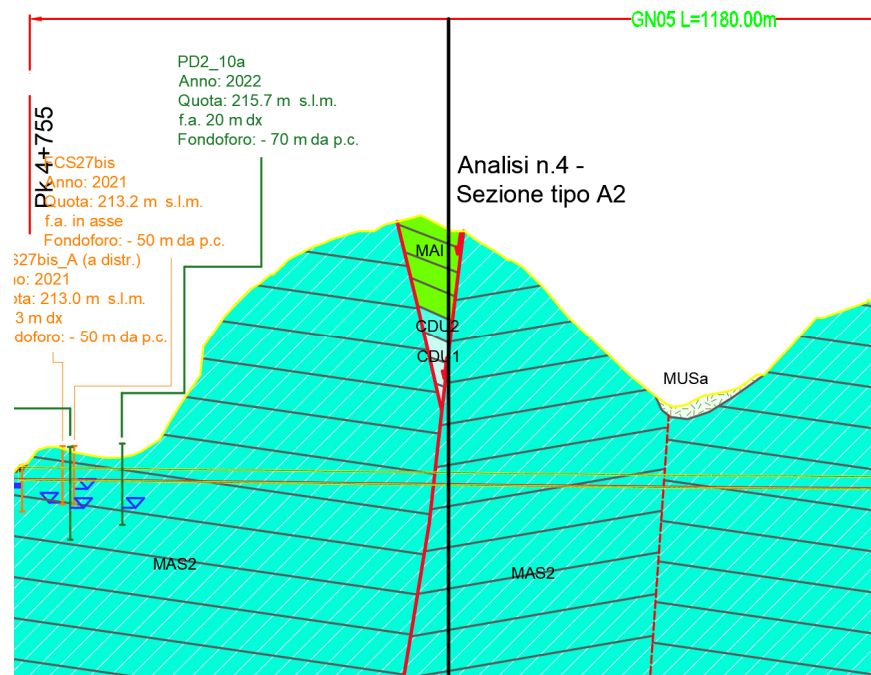 GN05 L=1180.00m
PD2_10a
Anno: 2022
Quota: 215.7 m s.l.m.
f.a. 20 m dx
Fondoforo: - 70 m da p.c.
Pk 4+755
Analisi n.4 -
Sezione tipo A2
CS27bis
Anno: 2021
Quota: 213.2 m s.l.m.
f.a. in asse
Fondoforo: - 50 m da p.c.
S27bis_A (a distr.)
no: 2021
ota: 213.0 m s.l.m.
3 m dx
doforo: - 50 m da p.c.
MAI
CDU2
CDU1
MUSa
MAS2
MAS2